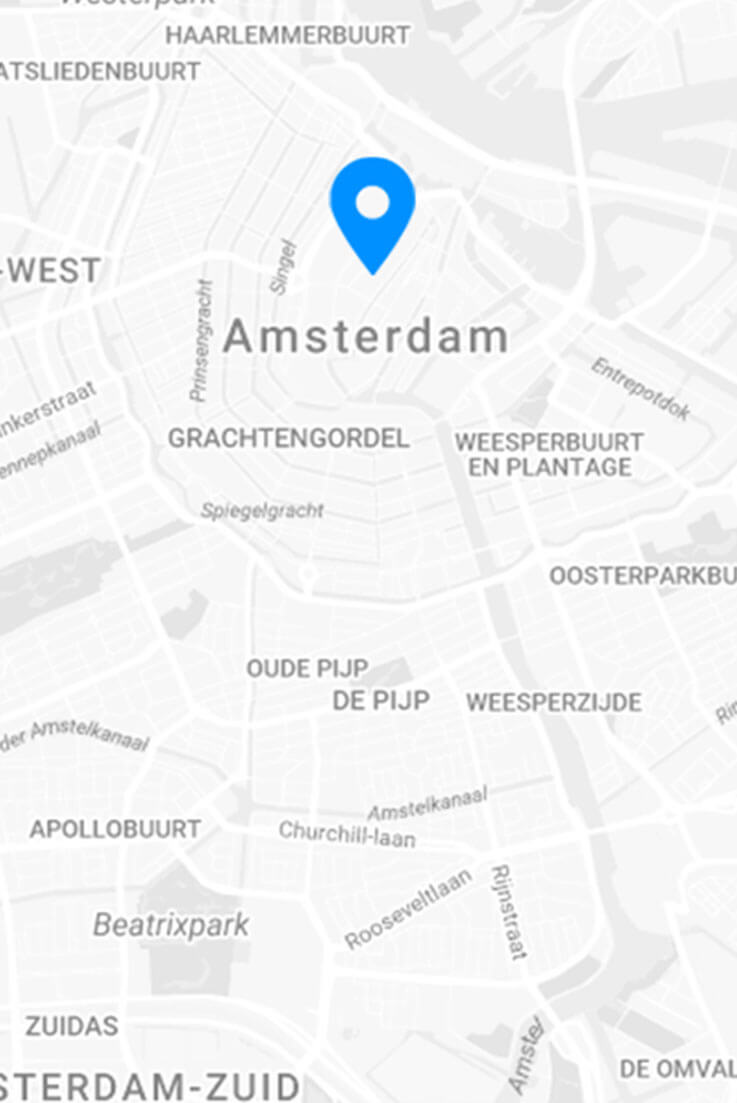 Westerpark
HAARLEMMERBUURT
ATSLIEDENBUURT
-WEST
Singel
Prinsengracht
Amsterdam
Entrepotdok
nkerstraat
ennepkanaal
GRACHTENGORDEL
WEESPERBUURT
EN PLANTAGE
Spiegelgracht
OOSTERPARKBU
OUDE PIJP
DE PIJP
WEESPERZIJDE
Rin
der Amstelkanaal
Amstelkanaal
APOLLOBUURT
Churchill-laan
Rooseveltlaan
Rijnstraat
Beatrixpark
ZUIDAS
Amstel
DE OMVAL
STERDAM-ZUID